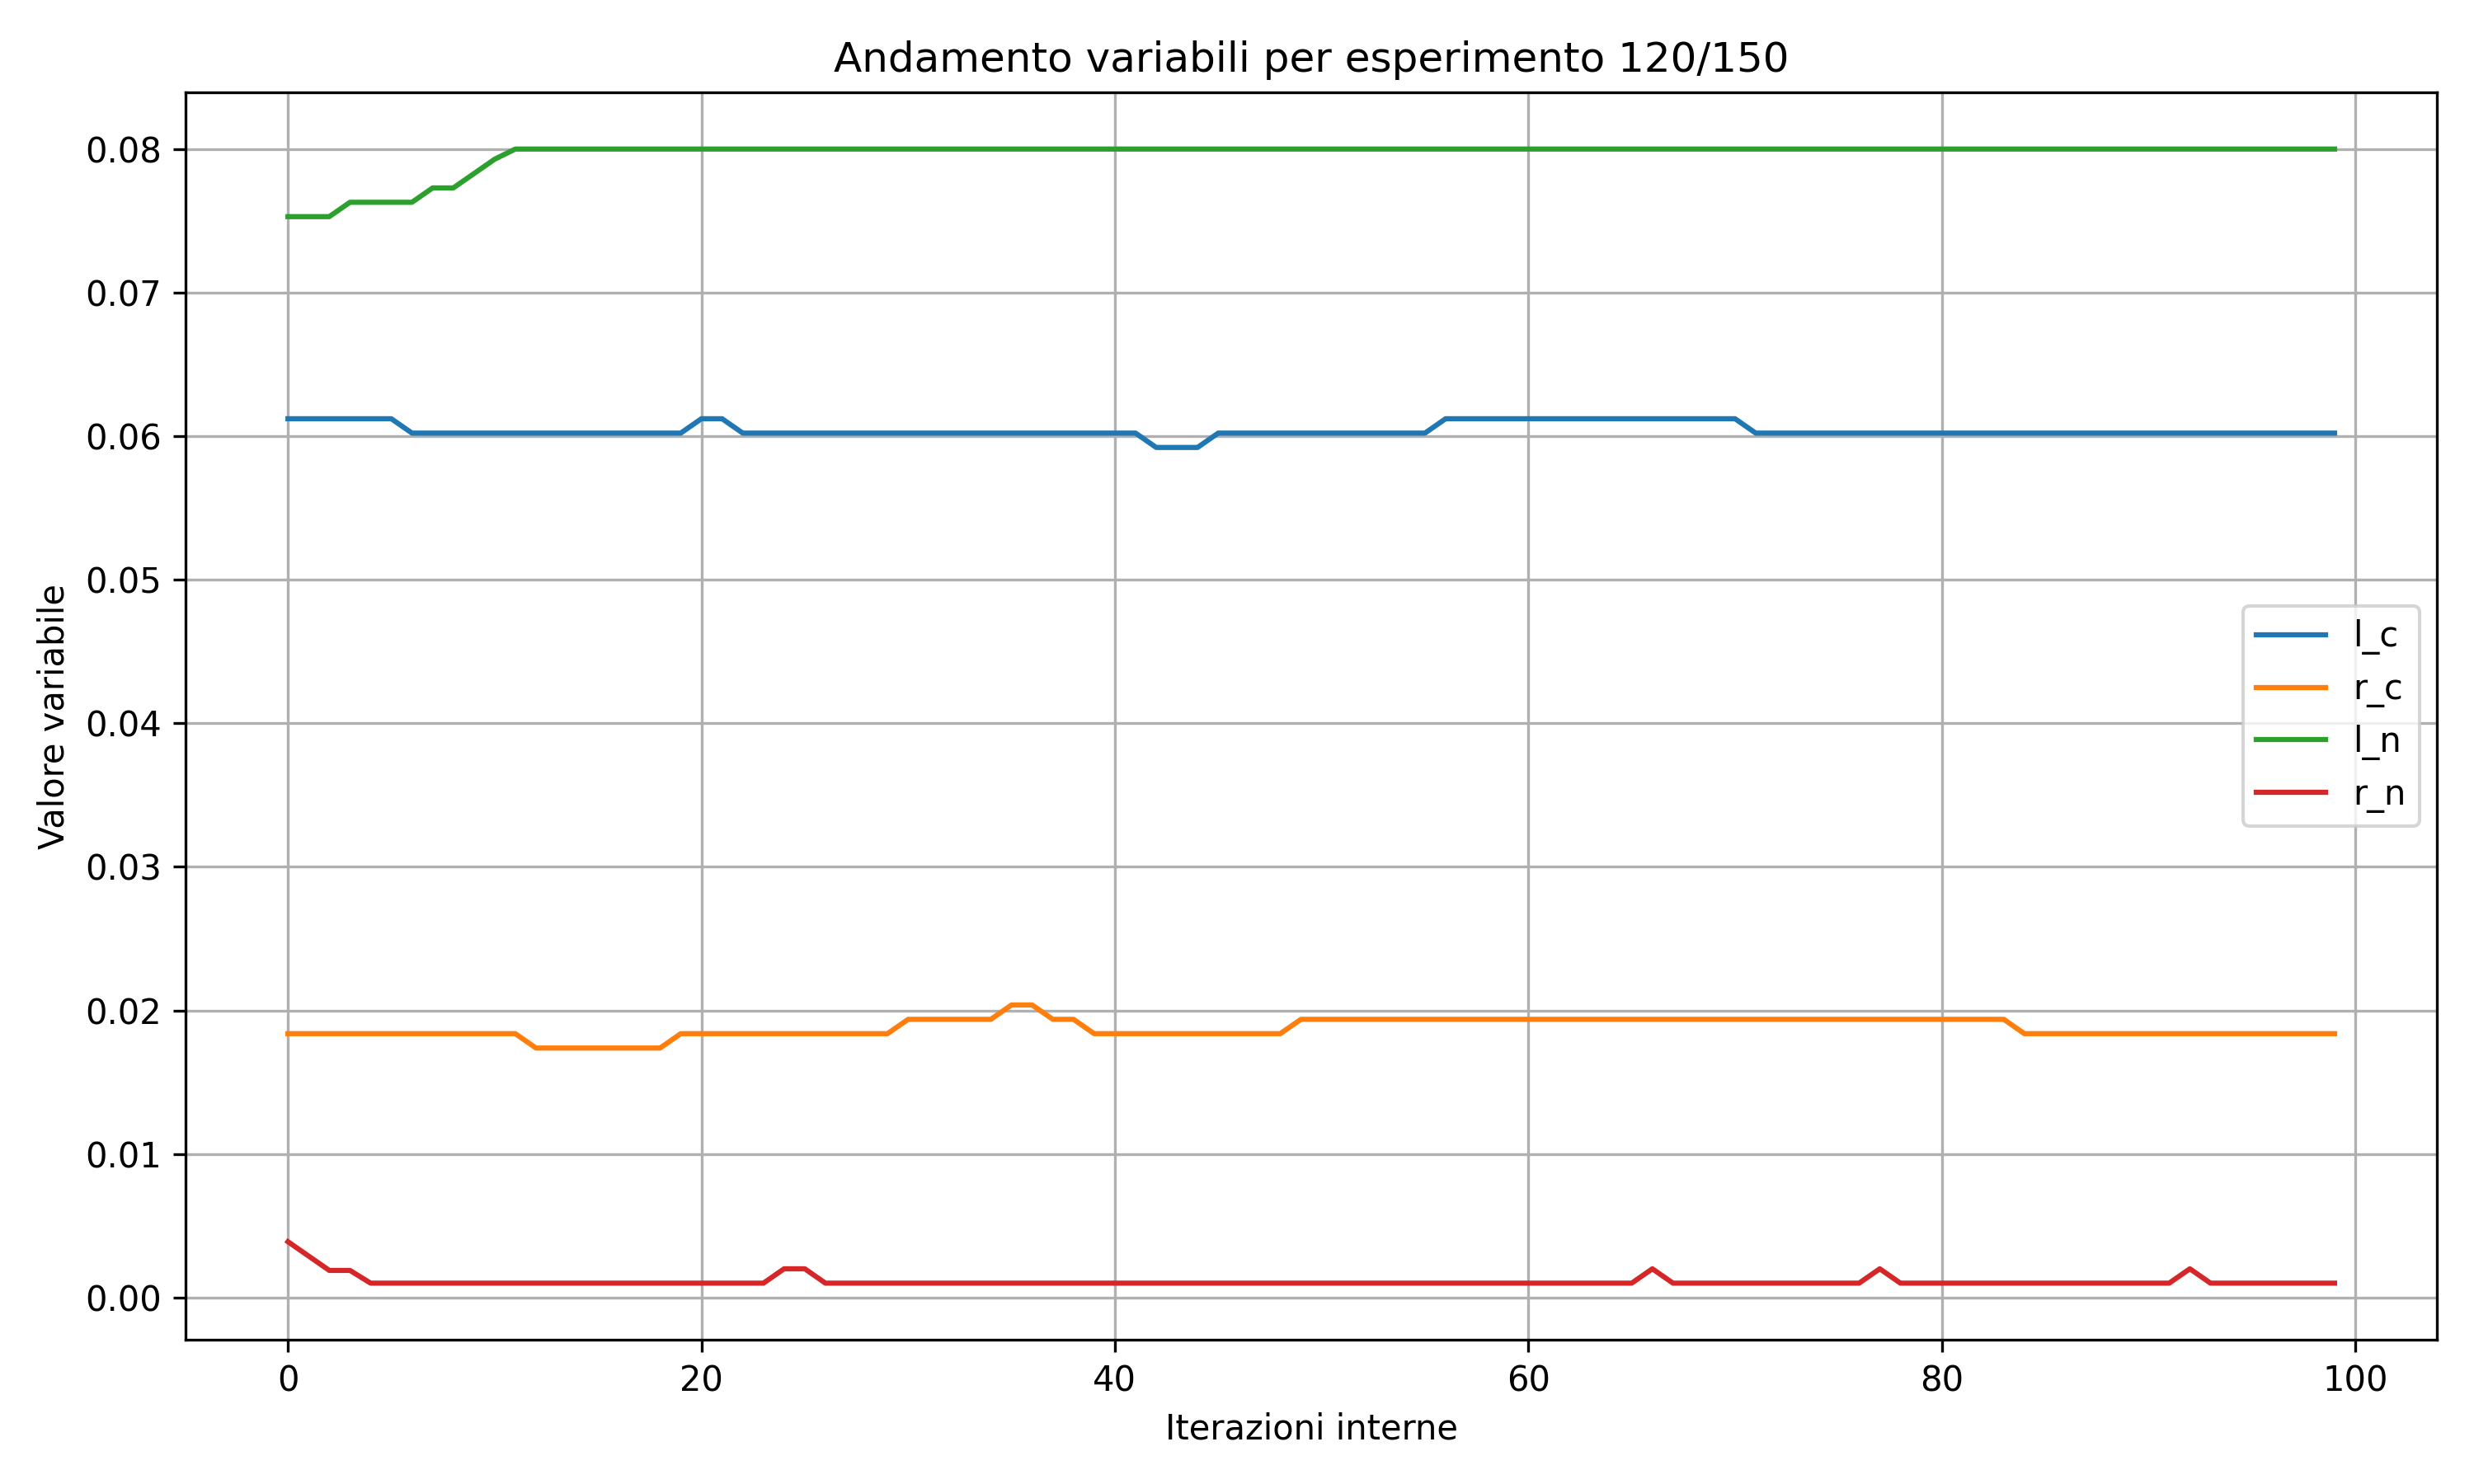 Andamento variabili per esperimento 120/150
Valore variabile
0.08
0.07
0.06
0.05
0.04
0.03
0.02
0.01
0.00
l_c
r_c
l_n
r_n
0 20 40 60 80 100
Iterazioni interne